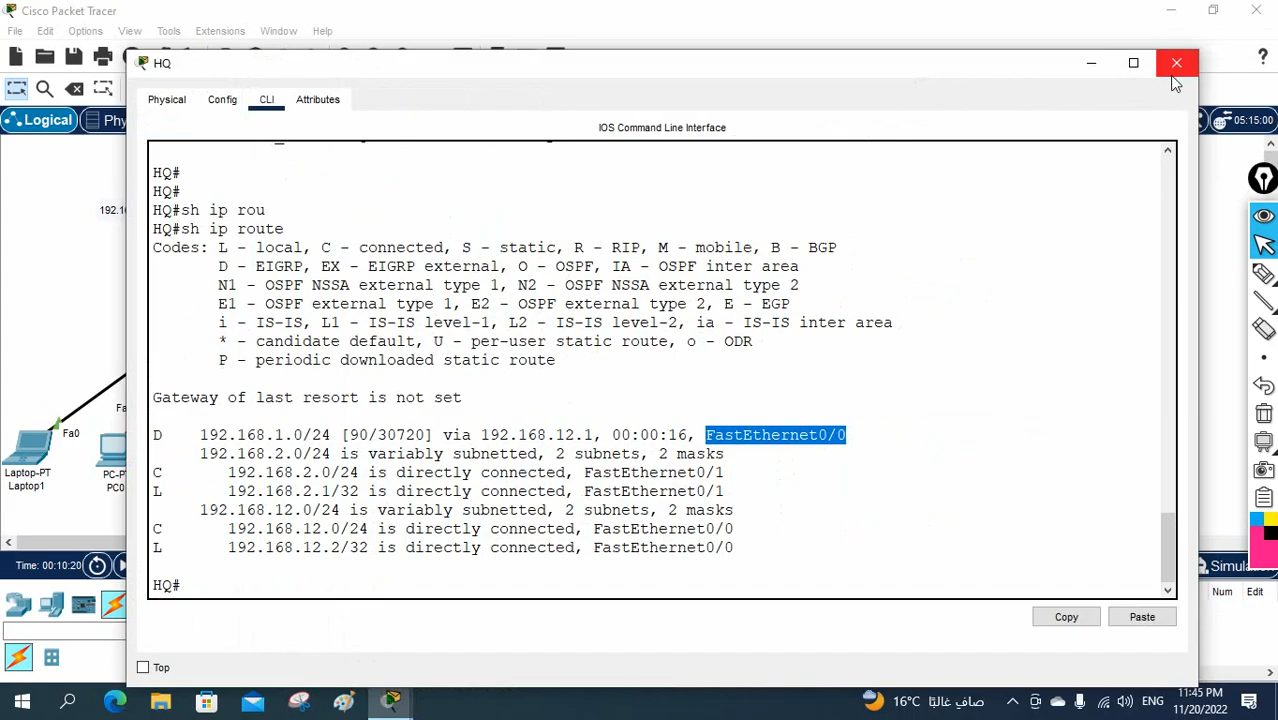 Cisco Packet Tracer
File Edit Options View Tools Extensions Window Help
HQ
Physical Config CLI Attributes
Logical
Phy
05:15:00
IOS Command Line Interface
HQ#
HQ#
HQ#sh ip rou
HQ#sh ip route
Codes: L - local, C - connected, S - static, R - RIP, M - mobile, B - BGP
D - EIGRP, EX - EIGRP external, O - OSPF, IA - OSPF inter area
N1 - OSPF NSSA external type 1, N2 - OSPF NSSA external type 2
E1 - OSPF external type 1, E2 - OSPF external type 2, E - EGP
i - IS-IS, L1 - IS-IS level-1, L2 - IS-IS level-2, ia - IS-IS inter area
* - candidate default, U - per-user static route, o - ODR
P - periodic downloaded static route
Gateway of last resort is not set
D 192.168.1.0/24 [90/30720] via 192.168.12.1, 00:00:16, FastEthernet0/0
192.168.2.0/24 is variably subnetted, 2 subnets, 2 masks
C 192.168.2.0/24 is directly connected, FastEthernet0/1
L 192.168.2.1/32 is directly connected, FastEthernet0/1
192.168.12.0/24 is variably subnetted, 2 subnets, 2 masks
C 192.168.12.0/24 is directly connected, FastEthernet0/0
L 192.168.12.2/32 is directly connected, FastEthernet0/0
HQ#
Copy Paste
Top
192.16
Fa
Fa0
Laptop-PT
Laptop1
PC-PT
PC0
Time: 00:10:20
Simulation
Num Edit
16°C صافٍ غالبًا
ENG
11:45 PM
11/20/2022